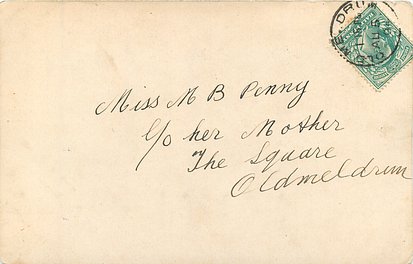 Miss M B Penny
c/o her Mother
The Square
Oldmeldrum